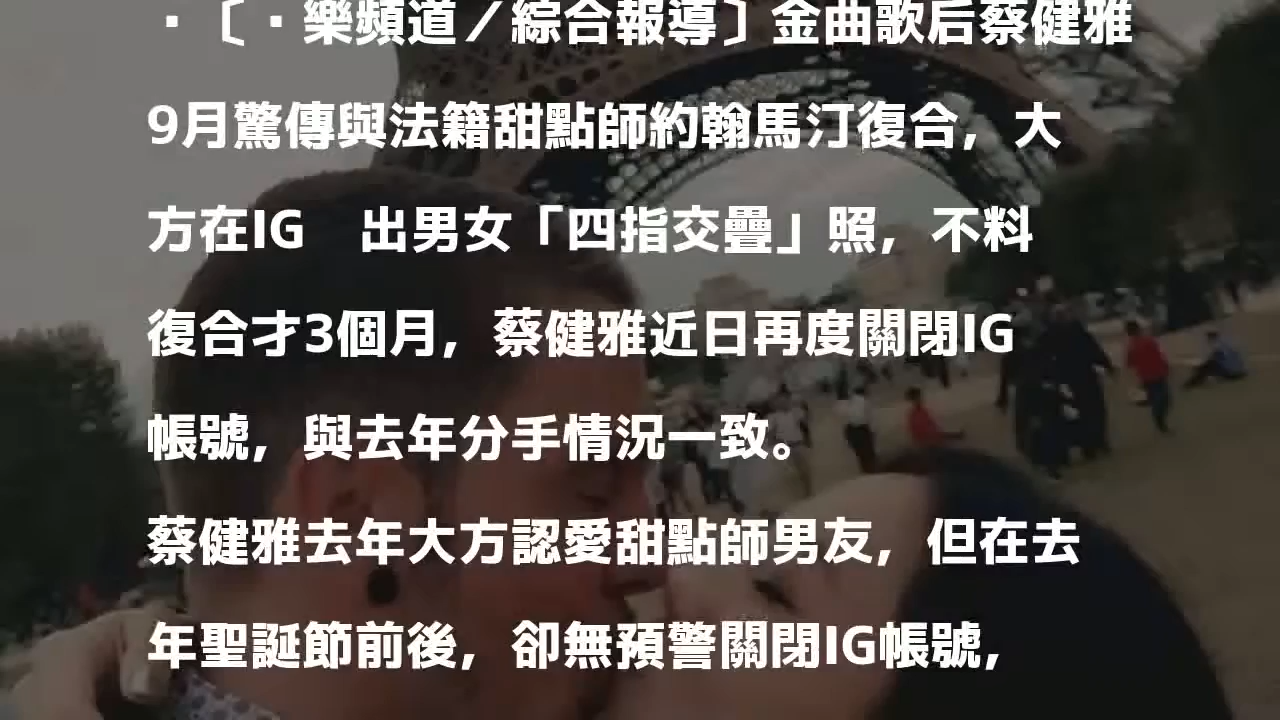 ・〔・樂頻道／綜合報導〕金曲歌后蔡健雅
9月驚傳與法籍甜點師約翰馬汀復合，大
方在IG　出男女「四指交疊」照，不料
復合才3個月，蔡健雅近日再度關閉IG
帳號，與去年分手情況一致。
蔡健雅去年大方認愛甜點師男友，但在去
年聖誕節前後，卻無預警關閉IG帳號，